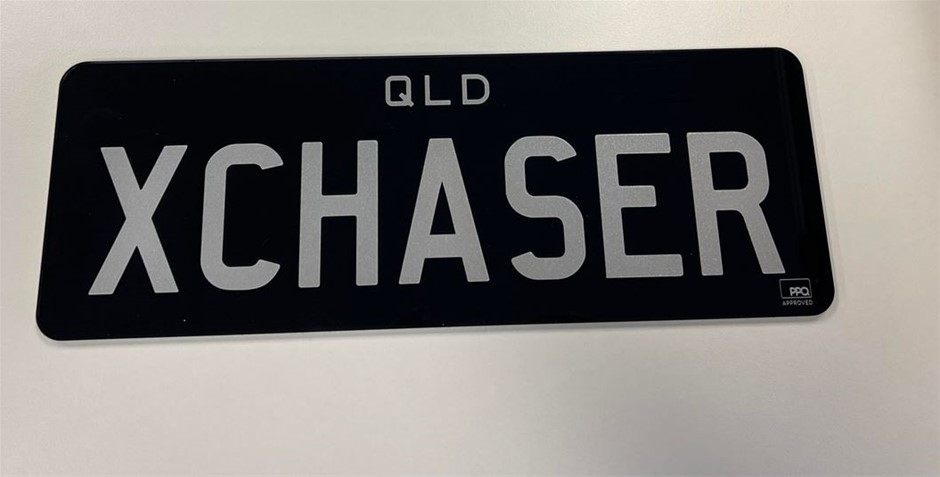 QLD
XCHASER
PPQ
APPROVED